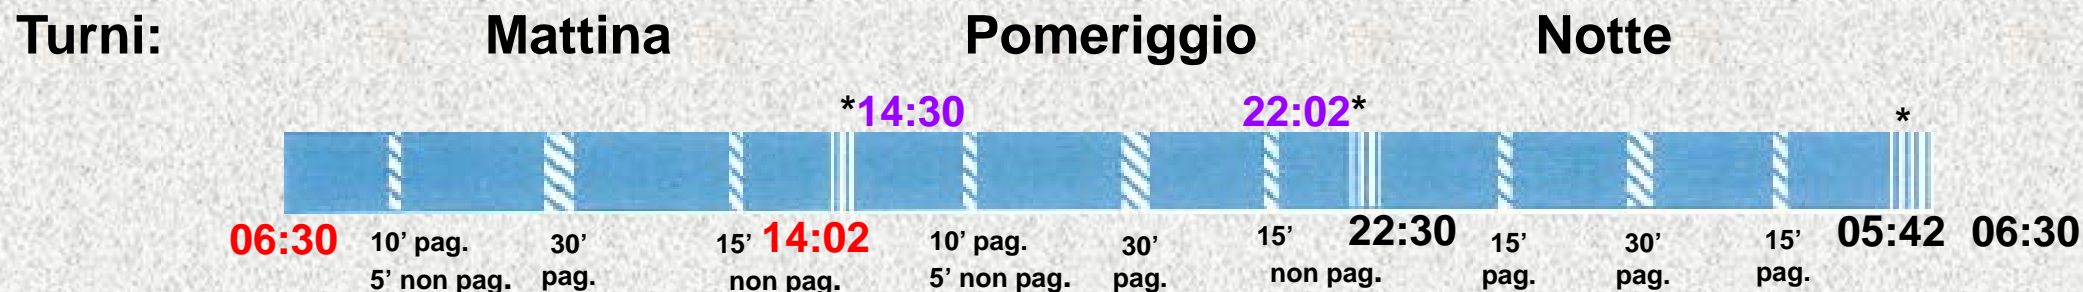 Turni: Mattina Pomeriggio Notte
*14:30 22:02* *
06:30 10’ pag. 30’ 15’ 14:02 10’ pag. 30’ 15’ 22:30 15’ 30’ 15’ 05:42 06:30
5’ non pag. pag. non pag. 5’ non pag. pag. non pag. pag. pag. pag.